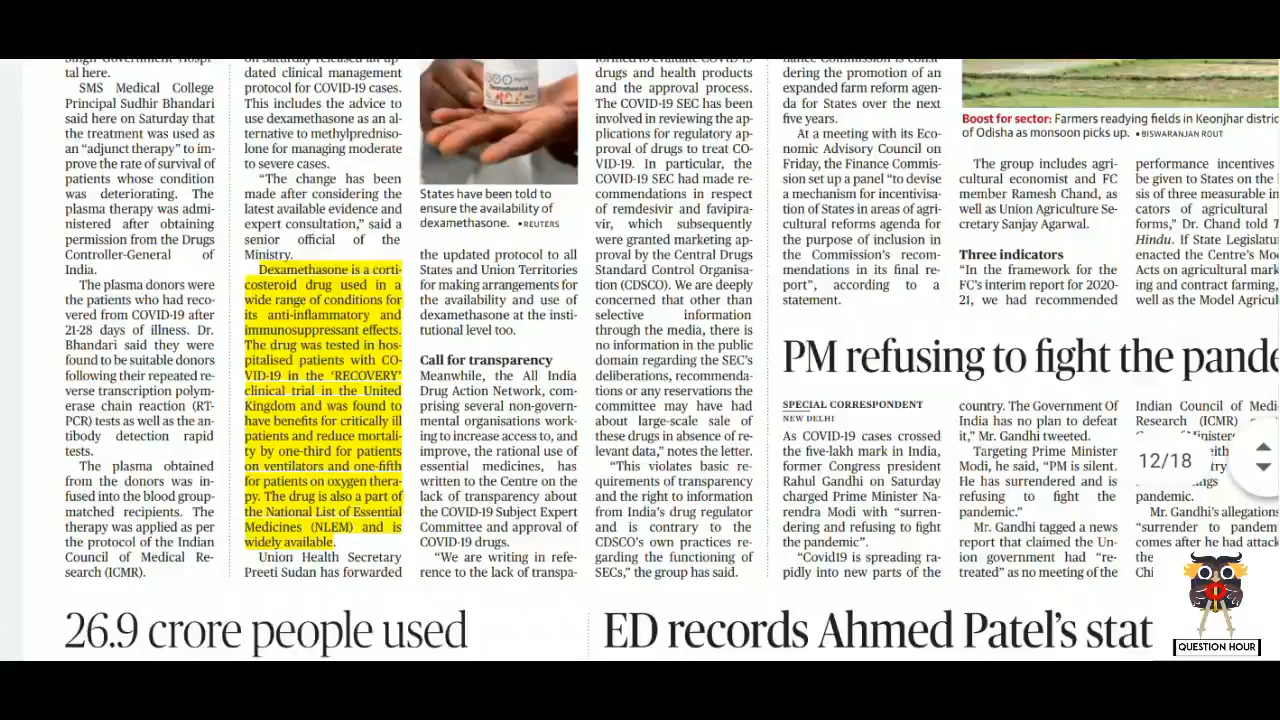 Singh Government Hospi-
tal here.
SMS Medical College
Principal Sudhir Bhandari
said here on Saturday that
the treatment was used as
an “adjunct therapy” to im-
prove the rate of survival of
patients whose condition
was deteriorating. The
plasma therapy was admi-
nistered after obtaining
permission from the Drugs
Controller-General of
India.
The plasma donors were
the patients who had reco-
vered from COVID-19 after
21-28 days of illness. Dr.
Bhandari said they were
found to be suitable donors
following their repeated re-
verse transcription polym-
erase chain reaction (RT-
PCR) tests as well as the an-
tibody detection rapid
tests.
The plasma obtained
from the donors was in-
fused into the blood group-
matched recipients. The
therapy was applied as per
the protocol of the Indian
Council of Medical Re-
search (ICMR).
on Saturday released an up-
dated clinical management
protocol for COVID-19 cases.
This includes the advice to
use dexamethasone as an al-
ternative to methylpredniso-
lone for managing moderate
to severe cases.
“The change has been
made after considering the
latest available evidence and
expert consultation,” said a
senior official of the
Ministry.
Dexamethasone is a corti-
costeroid drug used in a
wide range of conditions for
its anti-inflammatory and
immunosuppressant effects.
The drug was tested in hos-
pitalised patients with CO-
VID-19 in the ‘RECOVERY’
clinical trial in the United
Kingdom and was found to
have benefits for critically ill
patients and reduce mortali-
ty by one-third for patients
on ventilators and one-fifth
for patients on oxygen thera-
py. The drug is also a part of
the National List of Essential
Medicines (NLEM) and is
widely available.
Union Health Secretary
Preeti Sudan has forwarded
States have been told to
ensure the availability of
dexamethasone. • REUTERS
the updated protocol to all
States and Union Territories
for making arrangements for
the availability and use of
dexamethasone at the insti-
tutional level too.
Call for transparency
Meanwhile, the All India
Drug Action Network, com-
prising several non-govern-
mental organisations work-
ing to increase access to, and
improve, the rational use of
essential medicines, has
written to the Centre on the
lack of transparency about
the COVID-19 Subject Expert
Committee and approval of
COVID-19 drugs.
“We are writing in refe-
rence to the lack of transpa-
formed to evaluate COVID-19
drugs and health products
and the approval process.
The COVID-19 SEC has been
involved in reviewing the ap-
plications for regulatory ap-
proval of drugs to treat CO-
VID-19. In particular, the
COVID-19 SEC had made re-
commendations in respect
of remdesivir and favipira-
vir, which subsequently
were granted marketing ap-
proval by the Central Drugs
Standard Control Organisa-
tion (CDSCO). We are deeply
concerned that other than
selective information
through the media, there is
no information in the public
domain regarding the SEC’s
deliberations, recommenda-
tions or any reservations the
committee may have had
about large-scale sale of
these drugs in absence of re-
levant data,” notes the letter.
“This violates basic re-
quirements of transparency
and the right to information
from India’s drug regulator
and is contrary to the
CDSCO’s own practices re-
garding the functioning of
SECs,” the group has said.
nance Commission is consi-
dering the promotion of an
expanded farm reform agen-
da for States over the next
five years.
At a meeting with its Eco-
nomic Advisory Council on
Friday, the Finance Commis-
sion set up a panel “to devise
a mechanism for incentivisa-
tion of States in areas of agri-
cultural reforms agenda for
the purpose of inclusion in
the Commission’s recom-
mendations in its final re-
port”, according to a
statement.
Boost for sector: Farmers readying fields in Keonjhar district
of Odisha as monsoon picks up. • BISWARANJAN ROUT
The group includes agri-
cultural economist and FC
member Ramesh Chand, as
well as Union Agriculture Se-
cretary Sanjay Agarwal.
Three indicators
“In the framework for the
FC’s interim report for 2020-
21, we had recommended
performance incentives
be given to States on the
sis of three measurable in
cators of agricultural
forms,” Dr. Chand told T
Hindu. If State Legislatu
enacted the Centre’s Mo
Acts on agricultural mark
ing and contract farming,
well as the Model Agricul
PM refusing to fight the pande
SPECIAL CORRESPONDENT
NEW DELHI
As COVID-19 cases crossed
the five-lakh mark in India,
former Congress president
Rahul Gandhi on Saturday
charged Prime Minister Na-
rendra Modi with “surren-
dering and refusing to fight
the pandemic”.
“Covid19 is spreading ra-
pidly into new parts of the
country. The Government Of
India has no plan to defeat
it,” Mr. Gandhi tweeted.
Targeting Prime Minister
Modi, he said, “PM is silent.
He has surrendered and is
refusing to fight the
pandemic.”
Mr. Gandhi tagged a news
report that claimed the Un-
ion government had “re-
treated” as no meeting of the
Indian Council of Medi
Research (ICMR)
pandemic.
Mr. Gandhi’s allegations
“surrender to pandem
comes after he had attack
the
Chi
12/18
26.9 crore people used
ED records Ahmed Patel’s stat
QUESTION HOUR